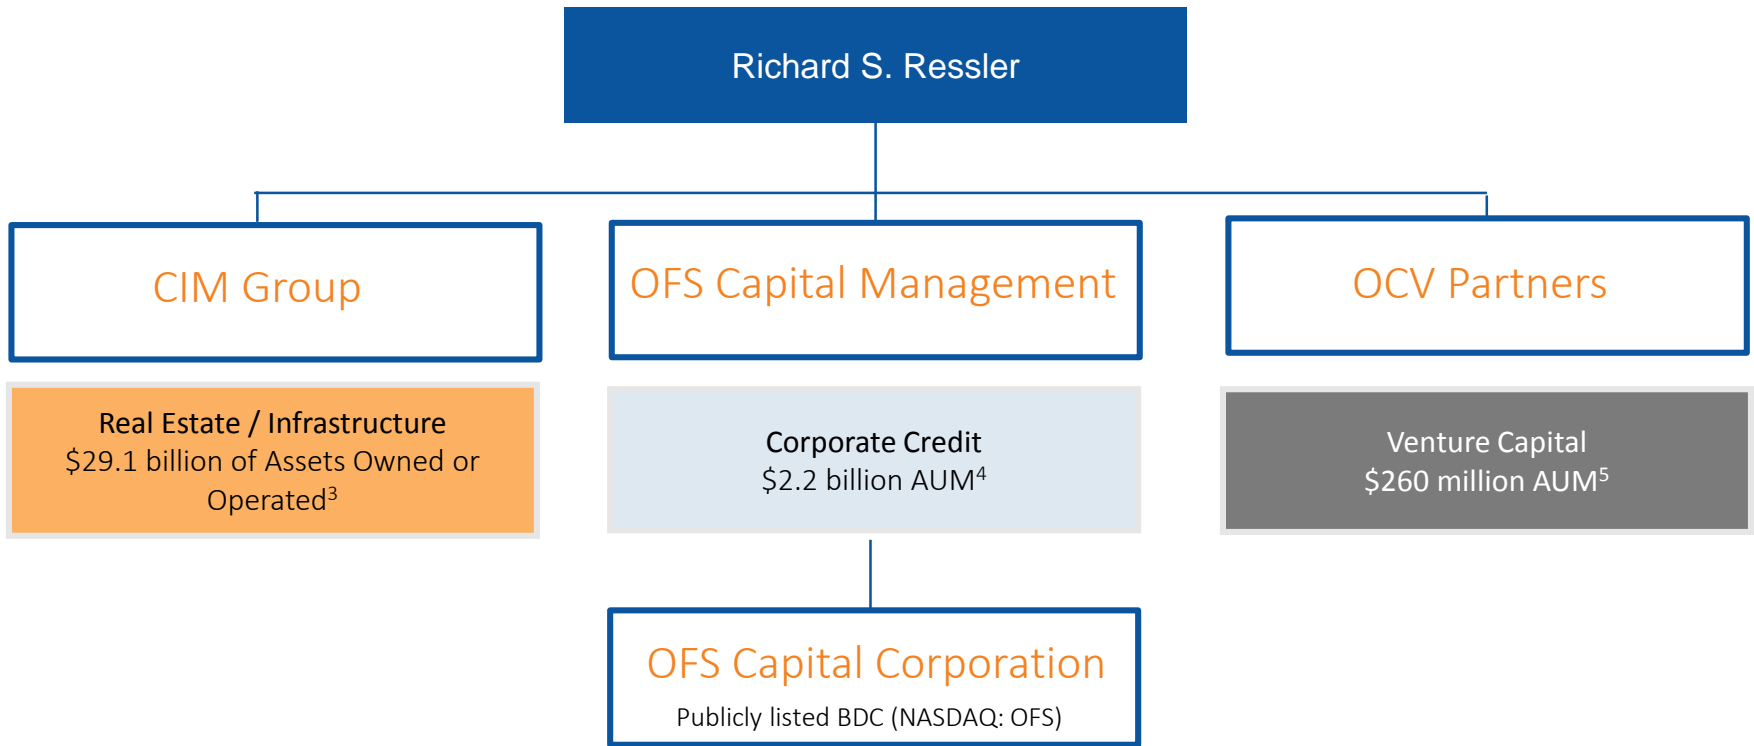 Richard S. Ressler
CIM Group
OFS Capital Management
OCV Partners
Real Estate / Infrastructure
$29.1 billion of Assets Owned or
Operated³
Corporate Credit
$2.2 billion AUM⁴
Venture Capital
$260 million AUM⁵
OFS Capital Corporation
Publicly listed BDC (NASDAQ: OFS)